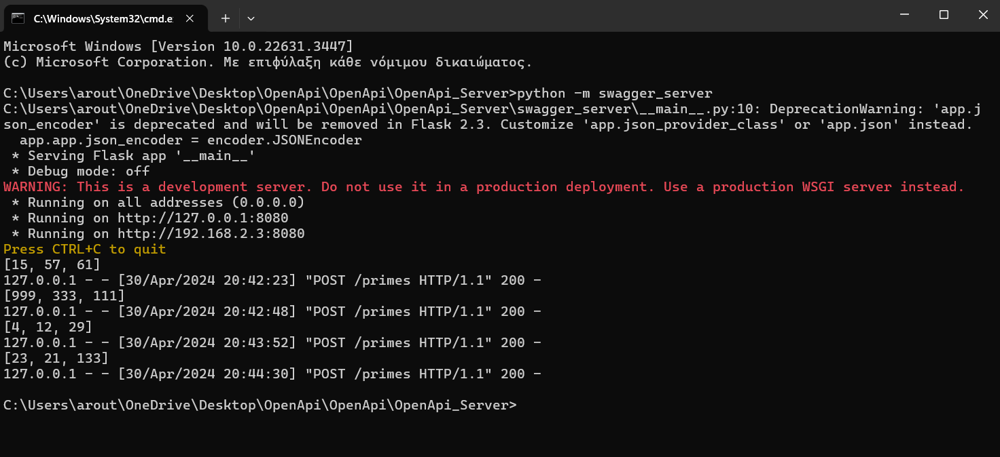 C:\Windows\System32\cmd.e
Microsoft Windows [Version 10.0.22631.3447]
(c) Microsoft Corporation. Με επιφύλαξη κάθε νόμιμου δικαιώματος.
C:\Users\arout\OneDrive\Desktop\OpenApi\OpenApi\OpenApi_Server>python -m swagger_server
C:\Users\arout\OneDrive\Desktop\OpenApi\OpenApi\OpenApi_Server\swagger_server\__main__.py:10: DeprecationWarning: 'app.j
son_encoder' is deprecated and will be removed in Flask 2.3. Customize 'app.json_provider_class' or 'app.json' instead.
  app.app.json_encoder = encoder.JSONEncoder
 * Serving Flask app '__main__'
 * Debug mode: off
WARNING: This is a development server. Do not use it in a production deployment. Use a production WSGI server instead.
 * Running on all addresses (0.0.0.0)
 * Running on http://127.0.0.1:8080
 * Running on http://192.168.2.3:8080
Press CTRL+C to quit
[15, 57, 61]
127.0.0.1 - - [30/Apr/2024 20:42:23] "POST /primes HTTP/1.1" 200 -
[999, 333, 111]
127.0.0.1 - - [30/Apr/2024 20:42:48] "POST /primes HTTP/1.1" 200 -
[4, 12, 29]
127.0.0.1 - - [30/Apr/2024 20:43:52] "POST /primes HTTP/1.1" 200 -
[23, 21, 133]
127.0.0.1 - - [30/Apr/2024 20:44:30] "POST /primes HTTP/1.1" 200 -
C:\Users\arout\OneDrive\Desktop\OpenApi\OpenApi\OpenApi_Server>